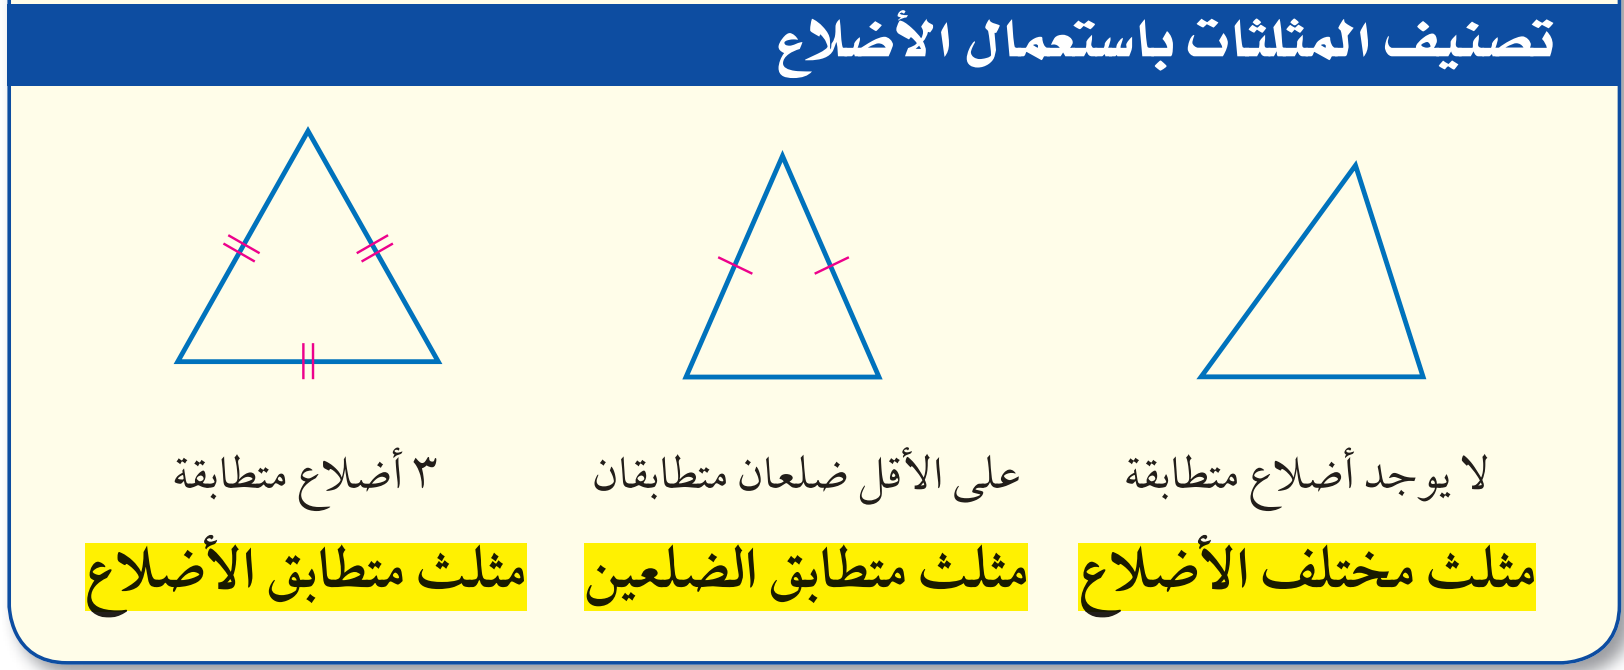 تصنيف المثلثات باستعمال الأضلاع
لا يوجد أضلاع متطابقة
مثلث مختلف الأضلاع
على الأقل ضلعان متطابقان
مثلث متطابق الضلعين
٣ أضلاع متطابقة
مثلث متطابق الأضلاع